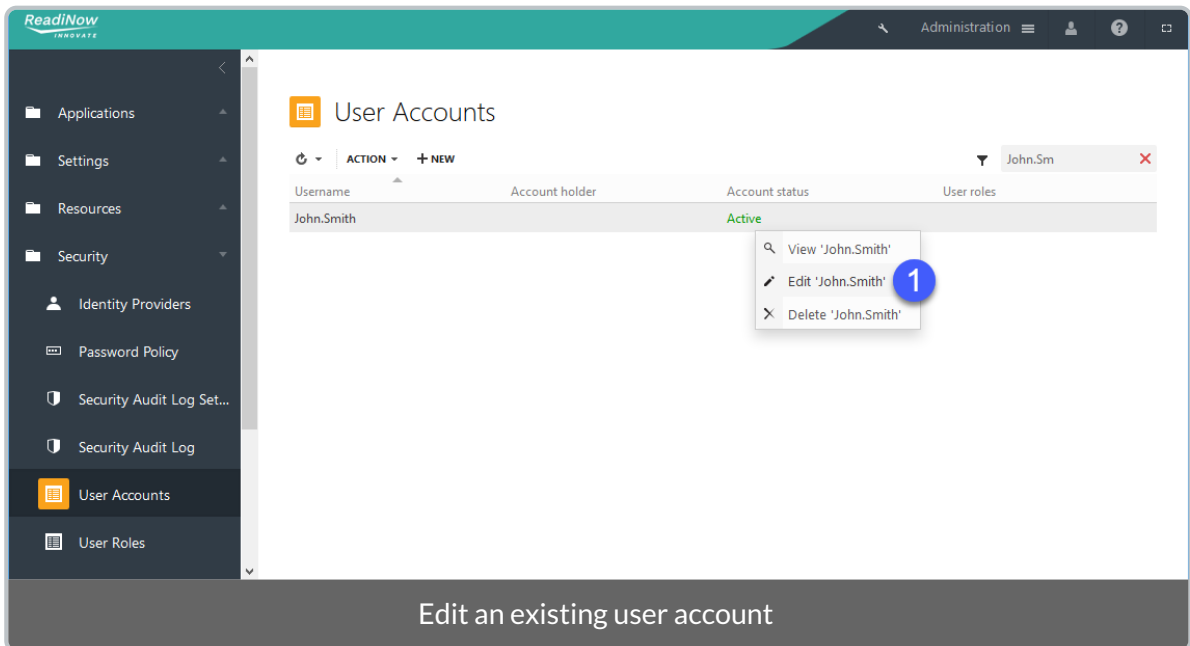 ReadiNow
INNOVATE
Administration
Applications
Settings
Resources
Security
Identity Providers
Password Policy
Security Audit Log Set...
Security Audit Log
User Accounts
User Roles
User Accounts
ACTION + NEW
John.Sm
Username Account holder Account status User roles
John.Smith Active
View 'John.Smith'
Edit 'John.Smith' 1
Delete 'John.Smith'
Edit an existing user account